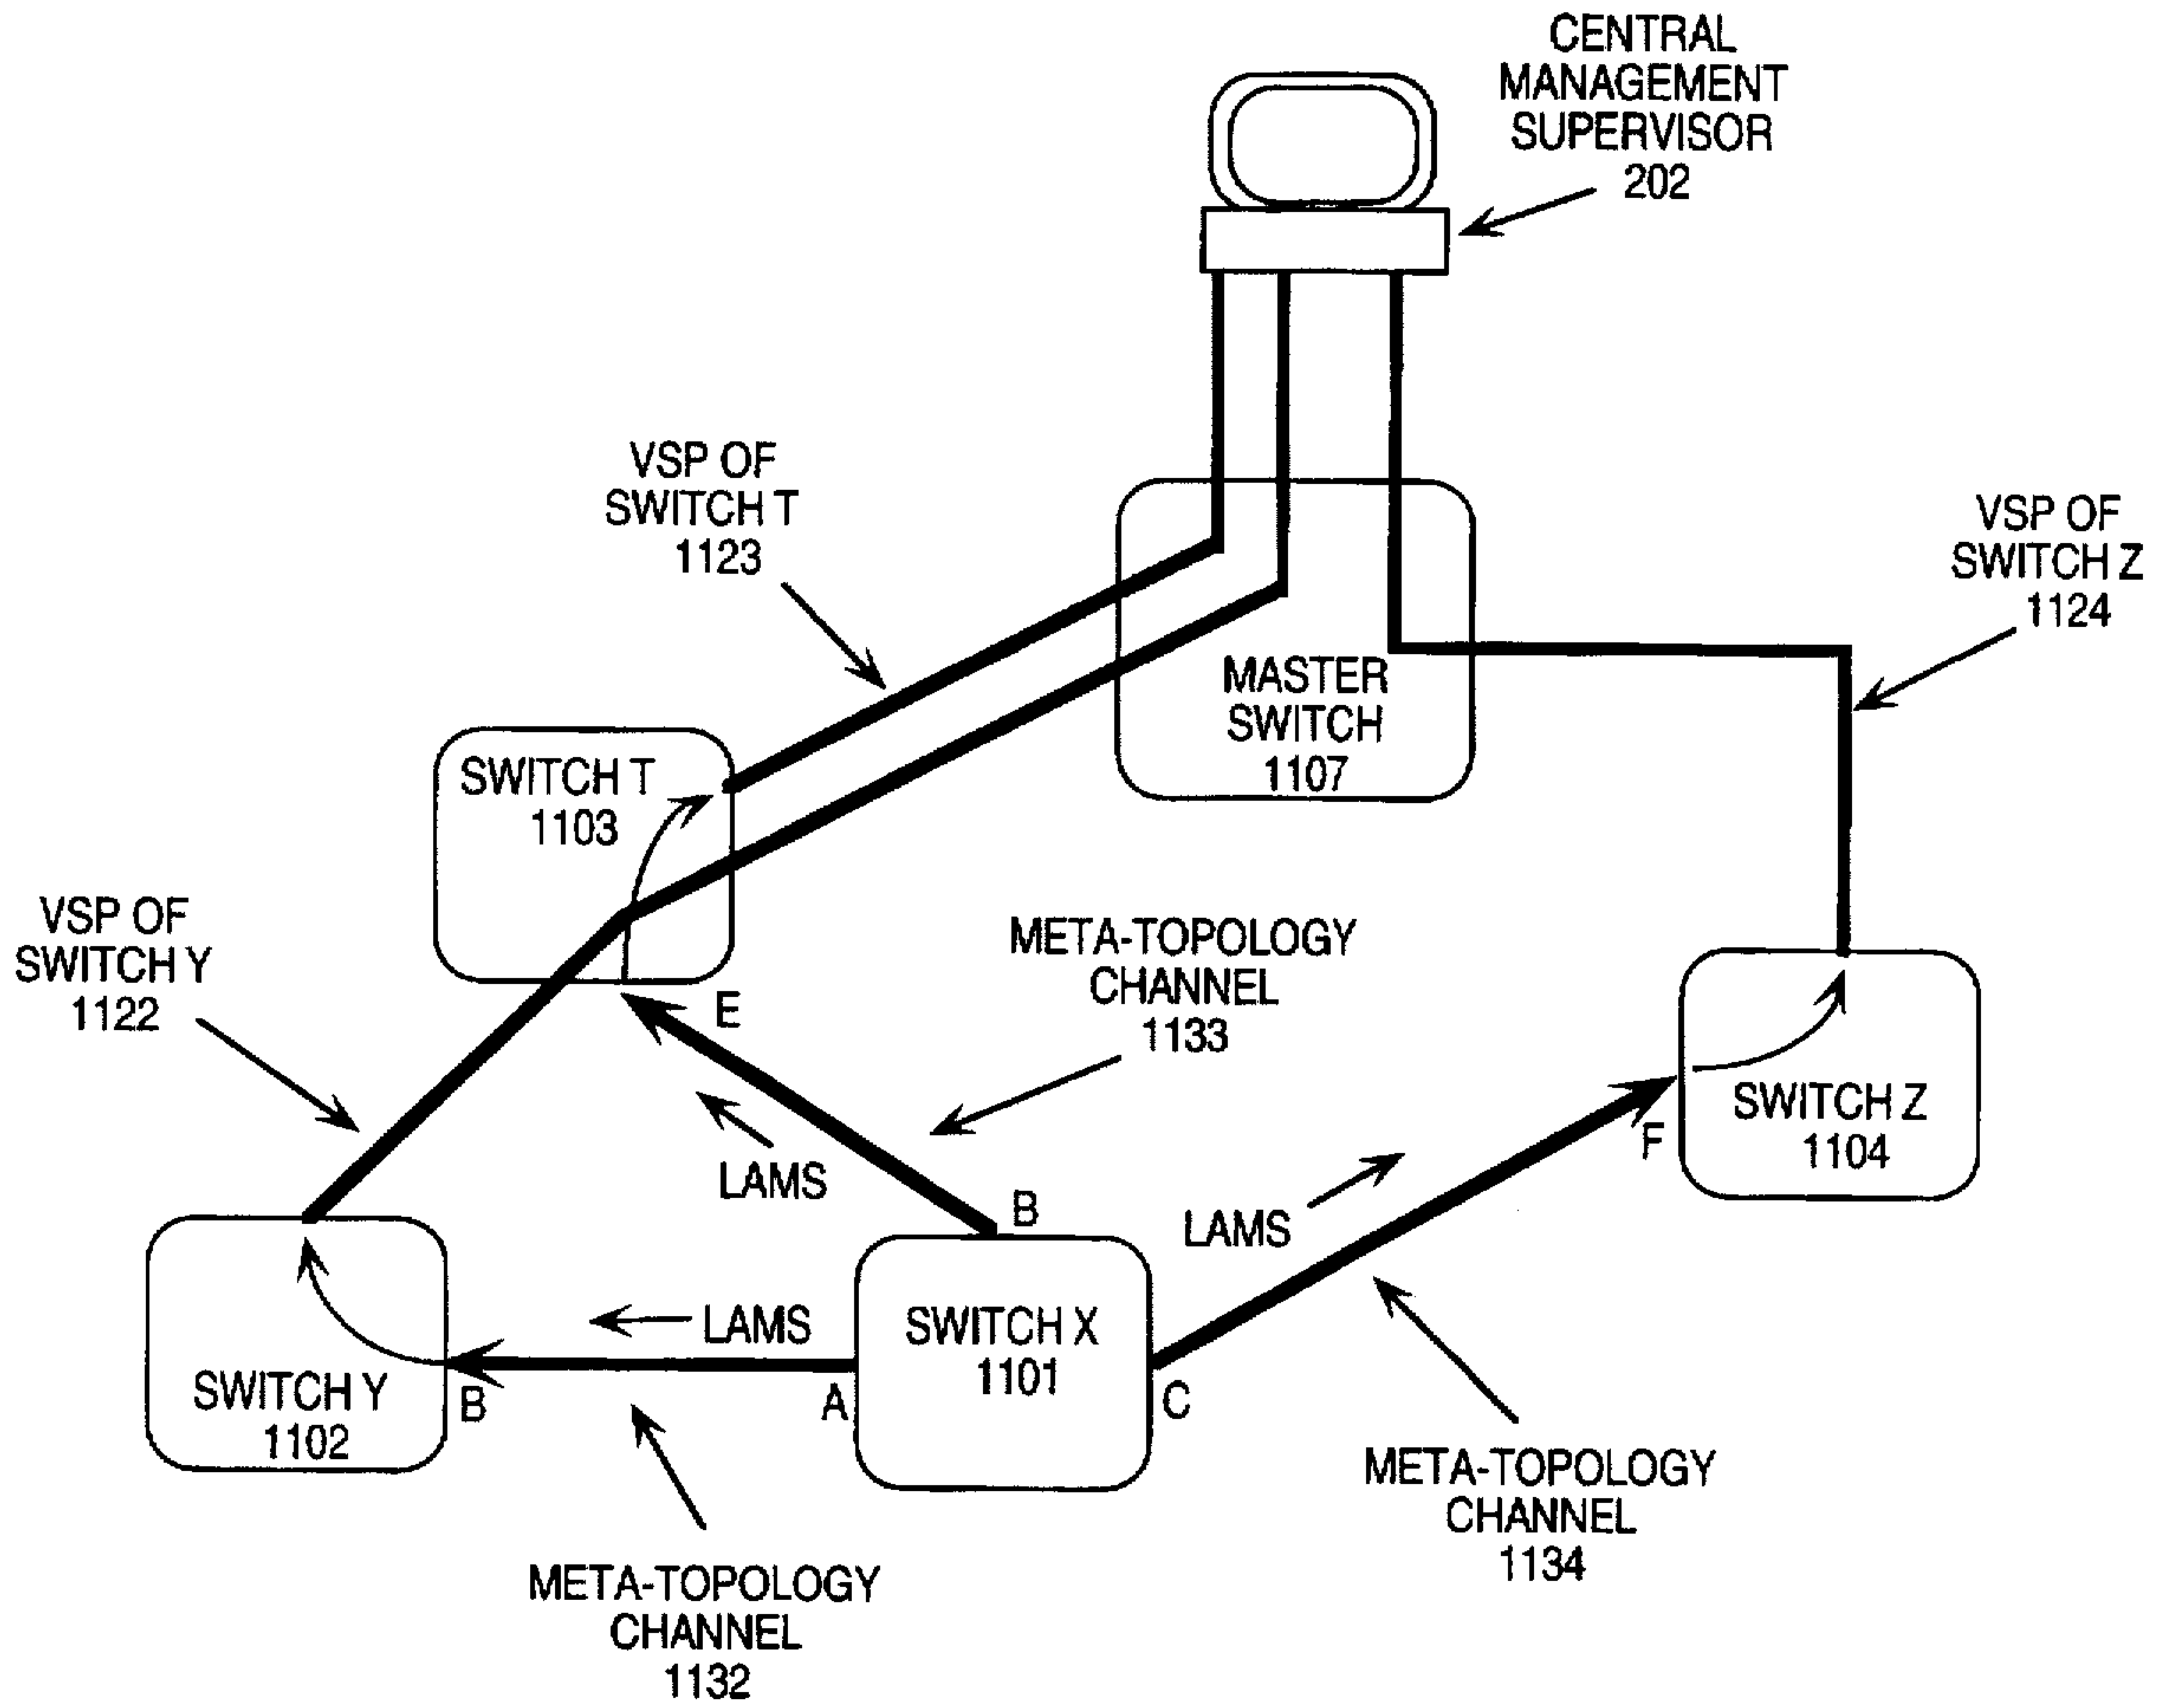 CENTRAL
MANAGEMENT
SUPERVISOR
202
VSP OF
SWITCH T
1123
VSP OF
SWITCH Z
1124
MASTER
SWITCH
1107
SWITCH T
1103
VSP OF
SWITCH Y
1122
E
META-TOPOLOGY
CHANNEL
1133
SWITCH Z
1104
F
LAMS
B
LAMS
LAMS
SWITCH X
1101
A
C
SWITCH Y
1102
B
META-TOPOLOGY
CHANNEL
1134
META-TOPOLOGY
CHANNEL
1132